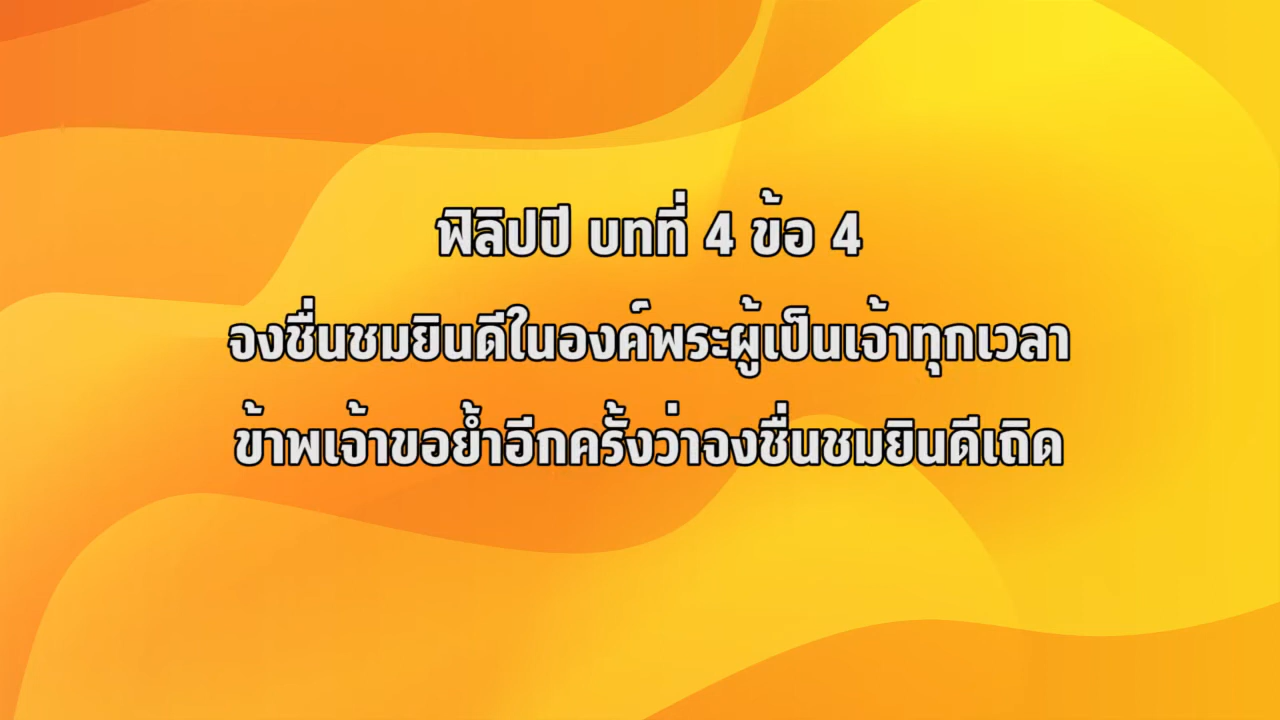 ฟิลิปปี บทที่ 4 ข้อ 4
จงชื่นชมยินดีในองค์พระผู้เป็นเจ้าทุกเวลา
ข้าพเจ้าขอย้ำอีกครั้งว่าจงชื่นชมยินดีเถิด